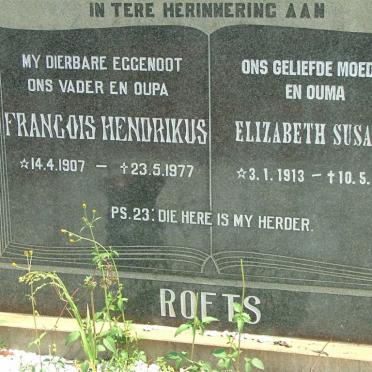 IN TERE HERINNERING AAN
MY DIERBARE EGGENOOT
ONS VADER EN OUPA
FRANCOIS HENDRIKUS
☆14.4.1907 — †23.5.1977
ONS GELIEFDE MOED
EN OUMA
ELIZABETH SUSA
☆3.1.1913 — †10.5.
PS. 23: DIE HERE IS MY HERDER.
ROETS